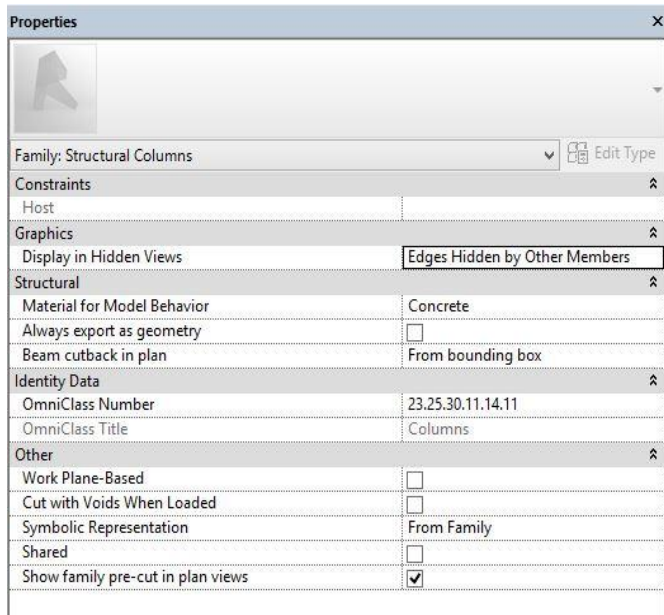 Properties
Family: Structural Columns Edit Type
Constraints
Host
Graphics
Display in Hidden Views Edges Hidden by Other Members
Structural
Material for Model Behavior Concrete
Always export as geometry
Beam cutback in plan From bounding box
Identity Data
OmniClass Number 23.25.30.11.14.11
OmniClass Title Columns
Other
Work Plane-Based
Cut with Voids When Loaded
Symbolic Representation From Family
Shared
Show family pre-cut in plan views